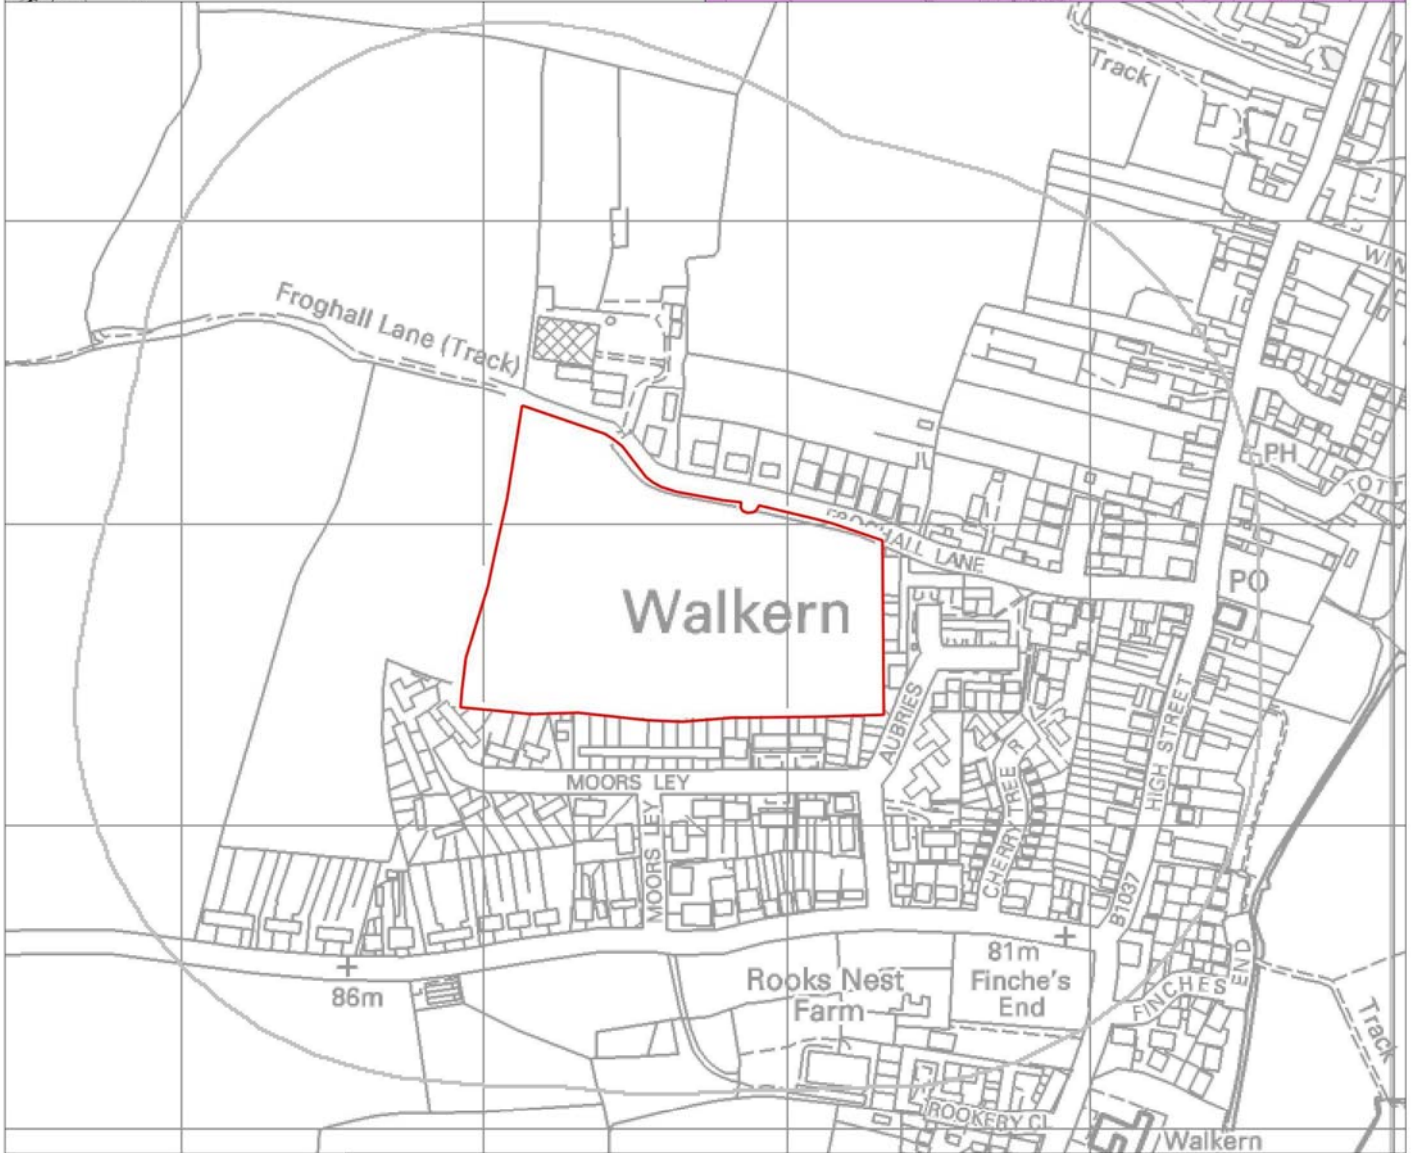 Track
WIN
Froghall Lane (Track)
PH
OTT
FROGHALL LANE
PO
Walkern
AUBRIES
HIGH STREET
MOORS LEY
MOORS LEY
CHERRY TREE R
B1037
81m
Finche's
End
86m
Rooks Nest
Farm
FINCHES END
Track
ROOKERY CL
Walkern